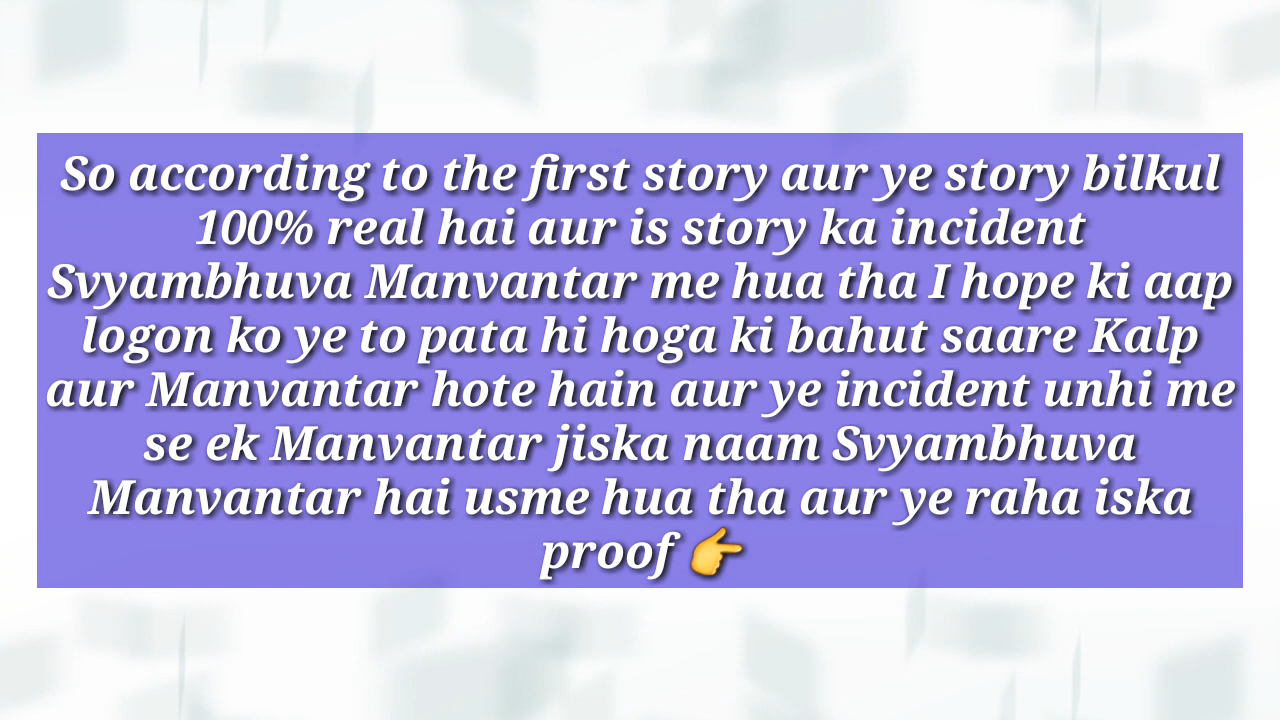 So according to the first story aur ye story bilkul
100% real hai aur is story ka incident
Svyambhuva Manvantar me hua tha I hope ki aap
logon ko ye to pata hi hoga ki bahut saare Kalp
aur Manvantar hote hain aur ye incident unhi me
se ek Manvantar jiska naam Svyambhuva
Manvantar hai usme hua tha aur ye raha iska
proof 👉